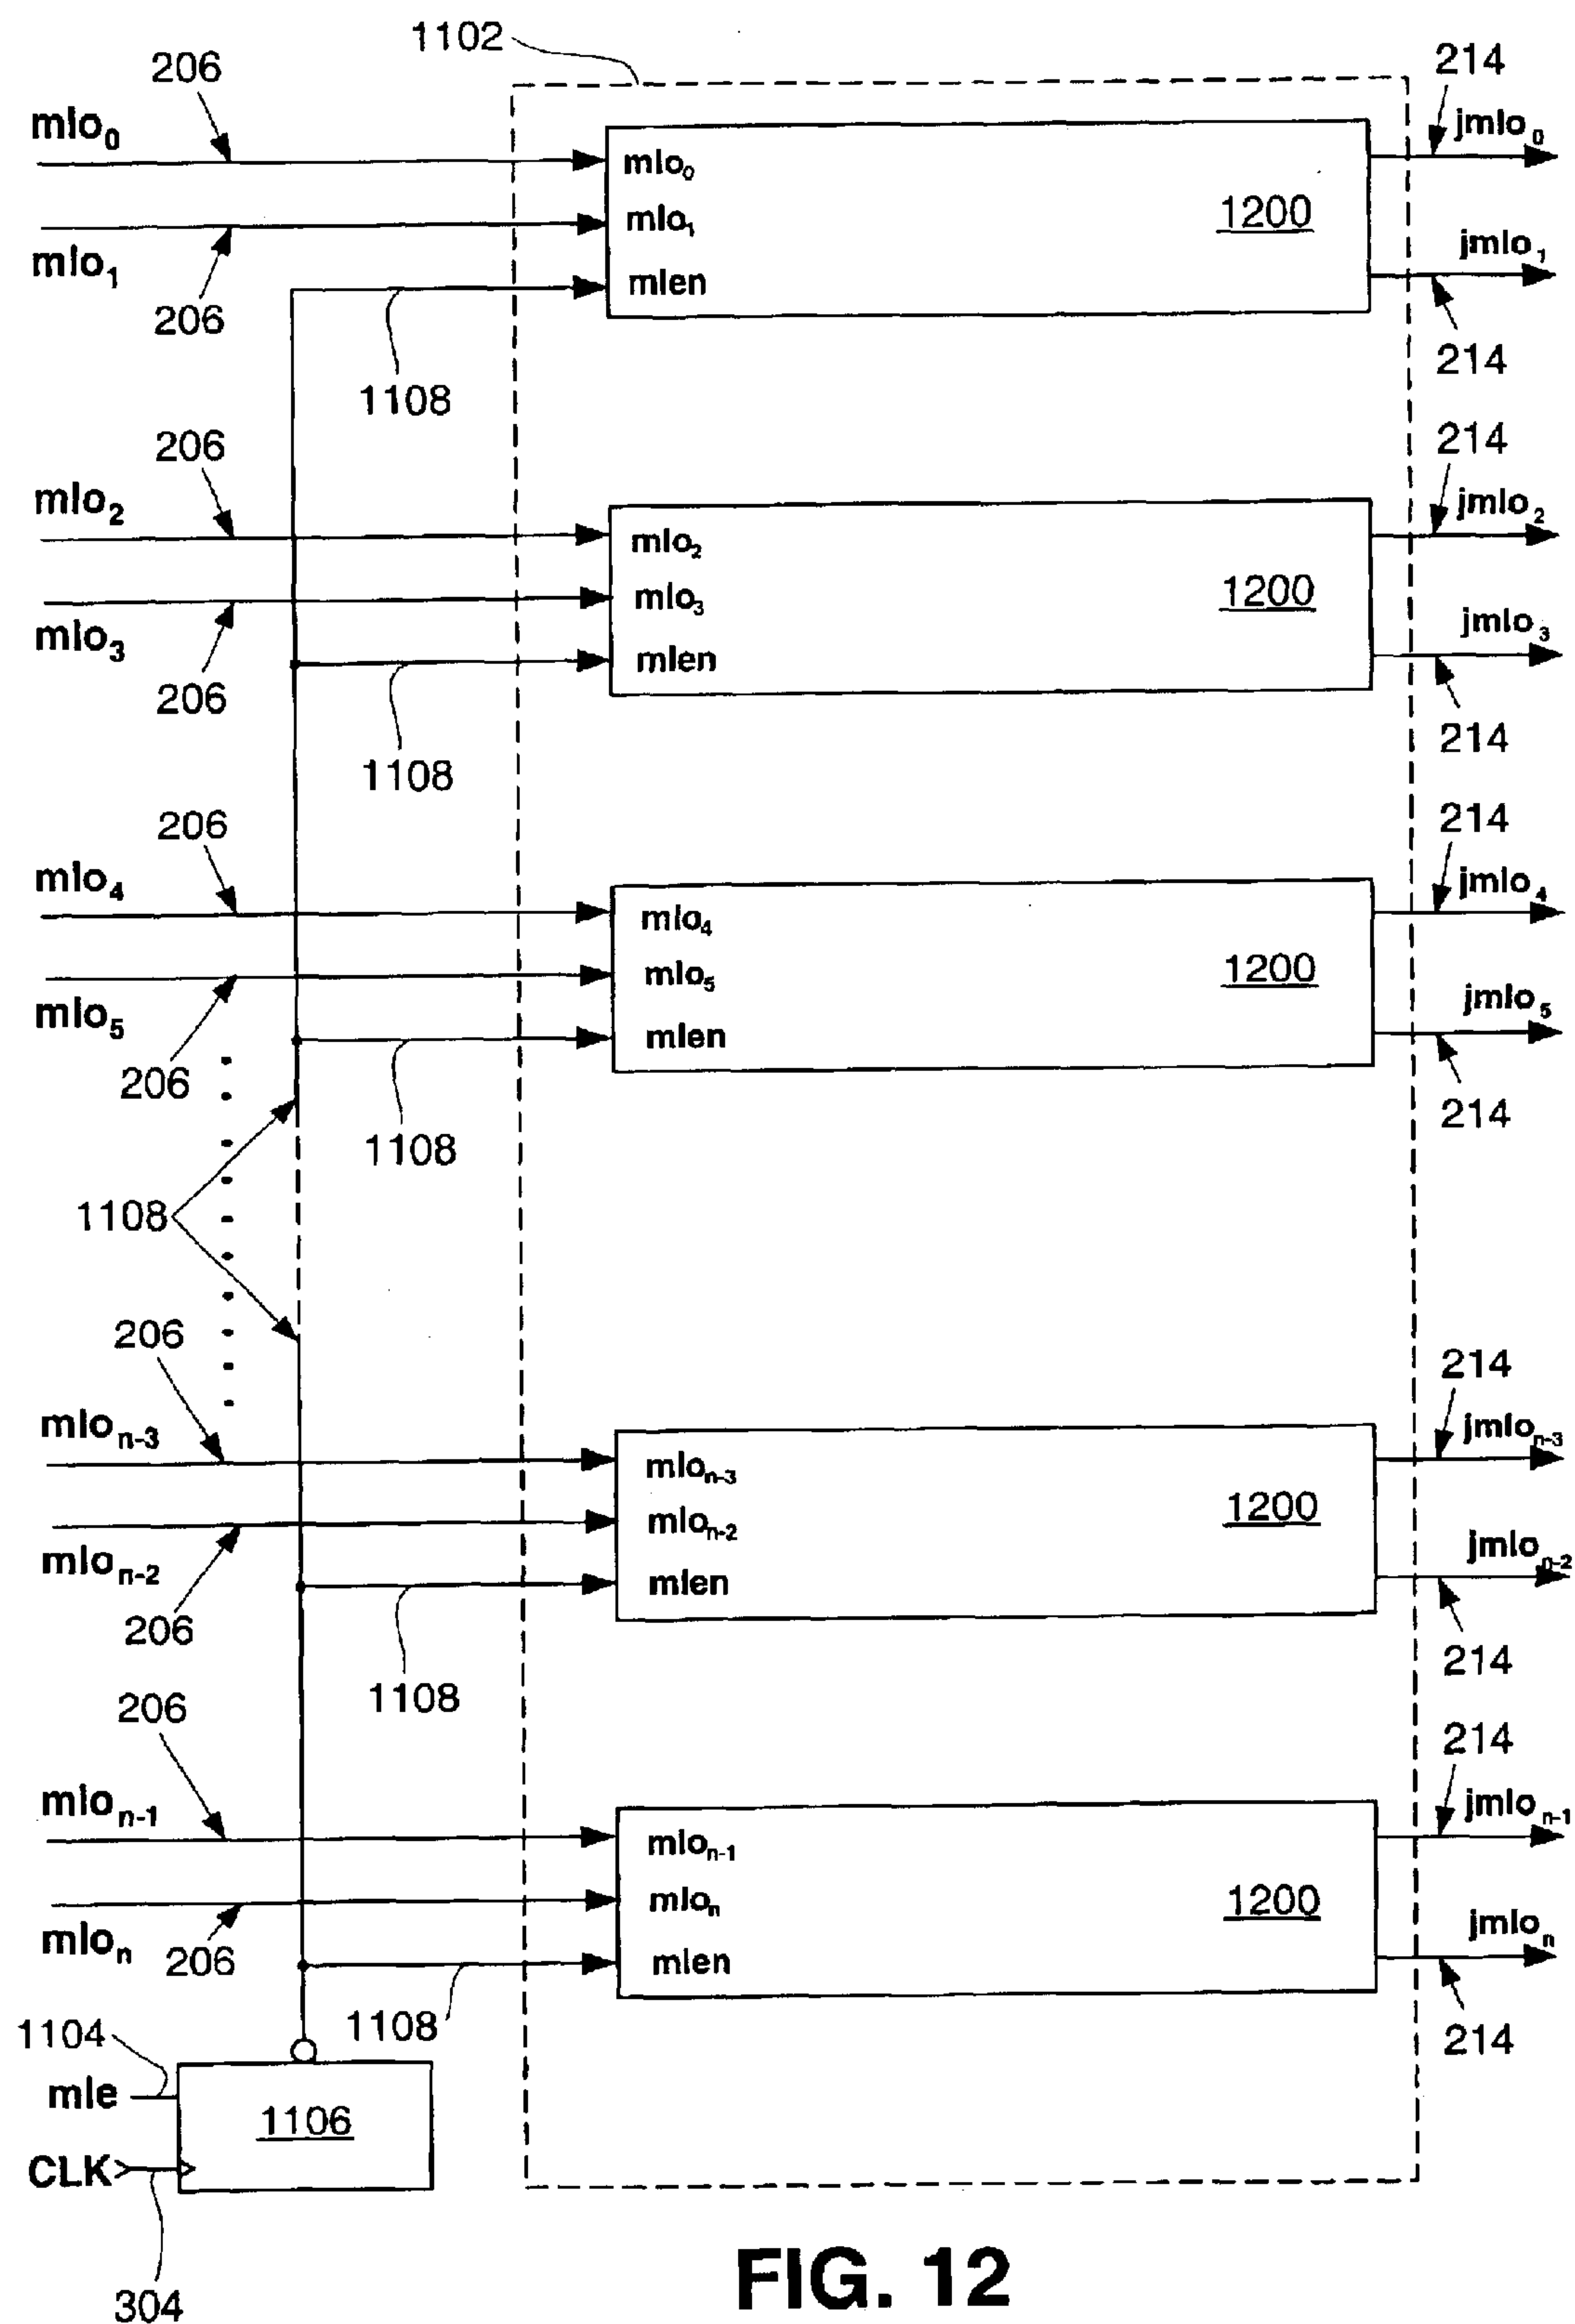 1102
206
214
mlo0
jmlo0
mlo0
mlo1
1200
mlo1
jmlo1
206
mlen
214
1108
206
214
mlo2
jmlo2
mlo2
mlo3
1200
mlo3
jmlo3
206
mlen
214
1108
206
214
mlo4
jmlo4
mlo4
mlo5
1200
mlo5
jmlo5
206
mlen
214
1108
1108
206
214
mlon-3
jmlon-3
mlon-3
mlon-2
1200
mlon-2
jmlon-2
206
mlen
214
1108
206
214
mlon-1
jmlon-1
mlon-1
mlon
1200
mlon
jmlon
206
mlen
214
1104
1108
mle
1106
CLK
304
FIG. 12